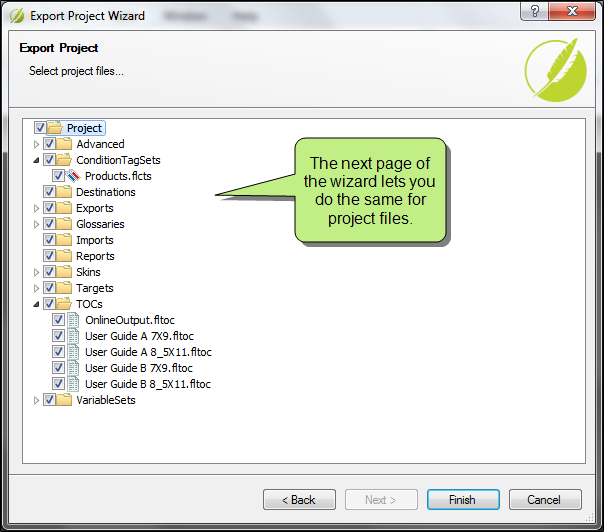 Export Project Wizard
Window Help
Export Project
Select project files...
Project
Advanced
ConditionTagSets
Products.flcts
Destinations
Exports
Glossaries
Imports
Reports
Skins
Targets
TOCs
OnlineOutput.fltoc
User Guide A 7X9.fltoc
User Guide A 8_5X11.fltoc
User Guide B 7X9.fltoc
User Guide B 8_5X11.fltoc
VariableSets
The next page of
the wizard lets you
do the same for
project files.
< Back
Next >
Finish
Cancel